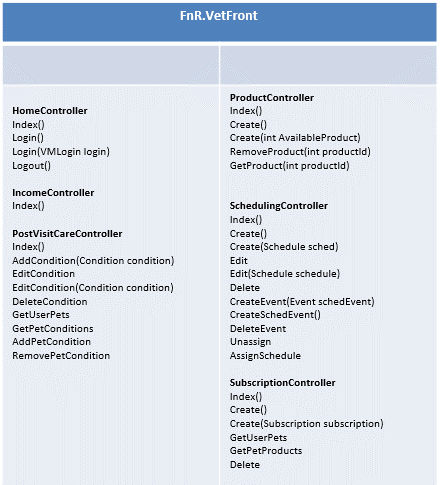 FnR.VetFront
HomeController
Index()
Login()
Login(VMLogin login)
Logout()
IncomeController
Index()
PostVisitCareController
Index()
AddCondition(Condition condition)
EditCondition
EditCondition(Condition condition)
DeleteCondition
GetUserPets
GetPetConditions
AddPetCondition
RemovePetCondition
ProductController
Index()
Create()
Create(int AvailableProduct)
RemoveProduct(int productId)
GetProduct(int productId)
SchedulingController
Index()
Create()
Create(Schedule sched)
Edit
Edit(Schedule schedule)
Delete
CreateEvent(Event schedEvent)
CreateSchedEvent()
DeleteEvent
Unassign
AssignSchedule
SubscriptionController
Index()
Create()
Create(Subscription subscription)
GetUserPets
GetPetProducts
Delete